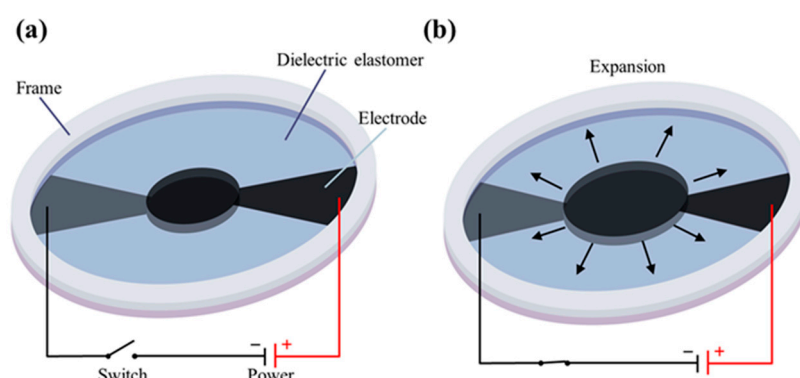 (a)
Dielectric elastomer
Frame
Electrode
− +
Switch
Power
(b)
Expansion
− +